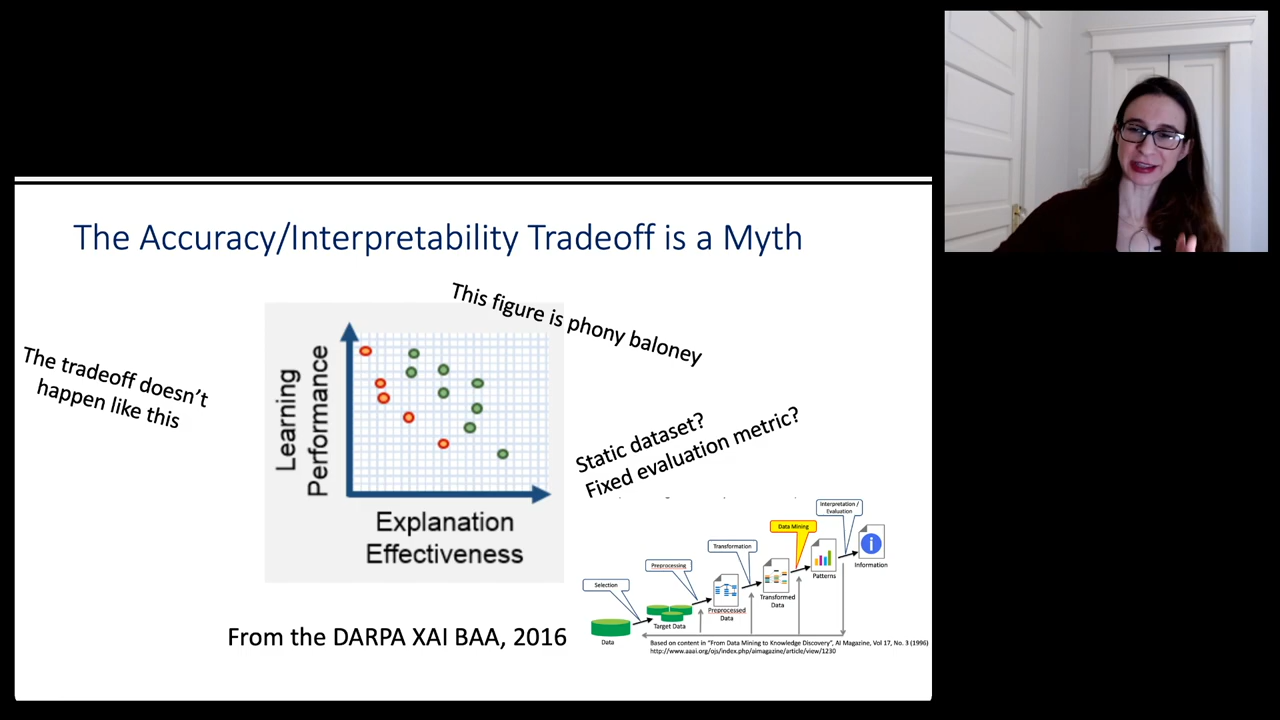 The Accuracy/Interpretability Tradeoff is a Myth
This figure is phony baloney
The tradeoff doesn't
happen like this
Learning
Performance
Explanation
Effectiveness
Static dataset?
Fixed evaluation metric?
Interpretation /
Evaluation
Data Mining
Transformation
Preprocessing
Selection
Information
Patterns
Transformed
Data
Preprocessed
Data
Target Data
Data
From the DARPA XAI BAA, 2016
Based on content in "From Data Mining to Knowledge Discovery", AI Magazine, Vol 17, No. 3 (1996)
http://www.aaai.org/ojs/index.php/aimagazine/article/view/1230